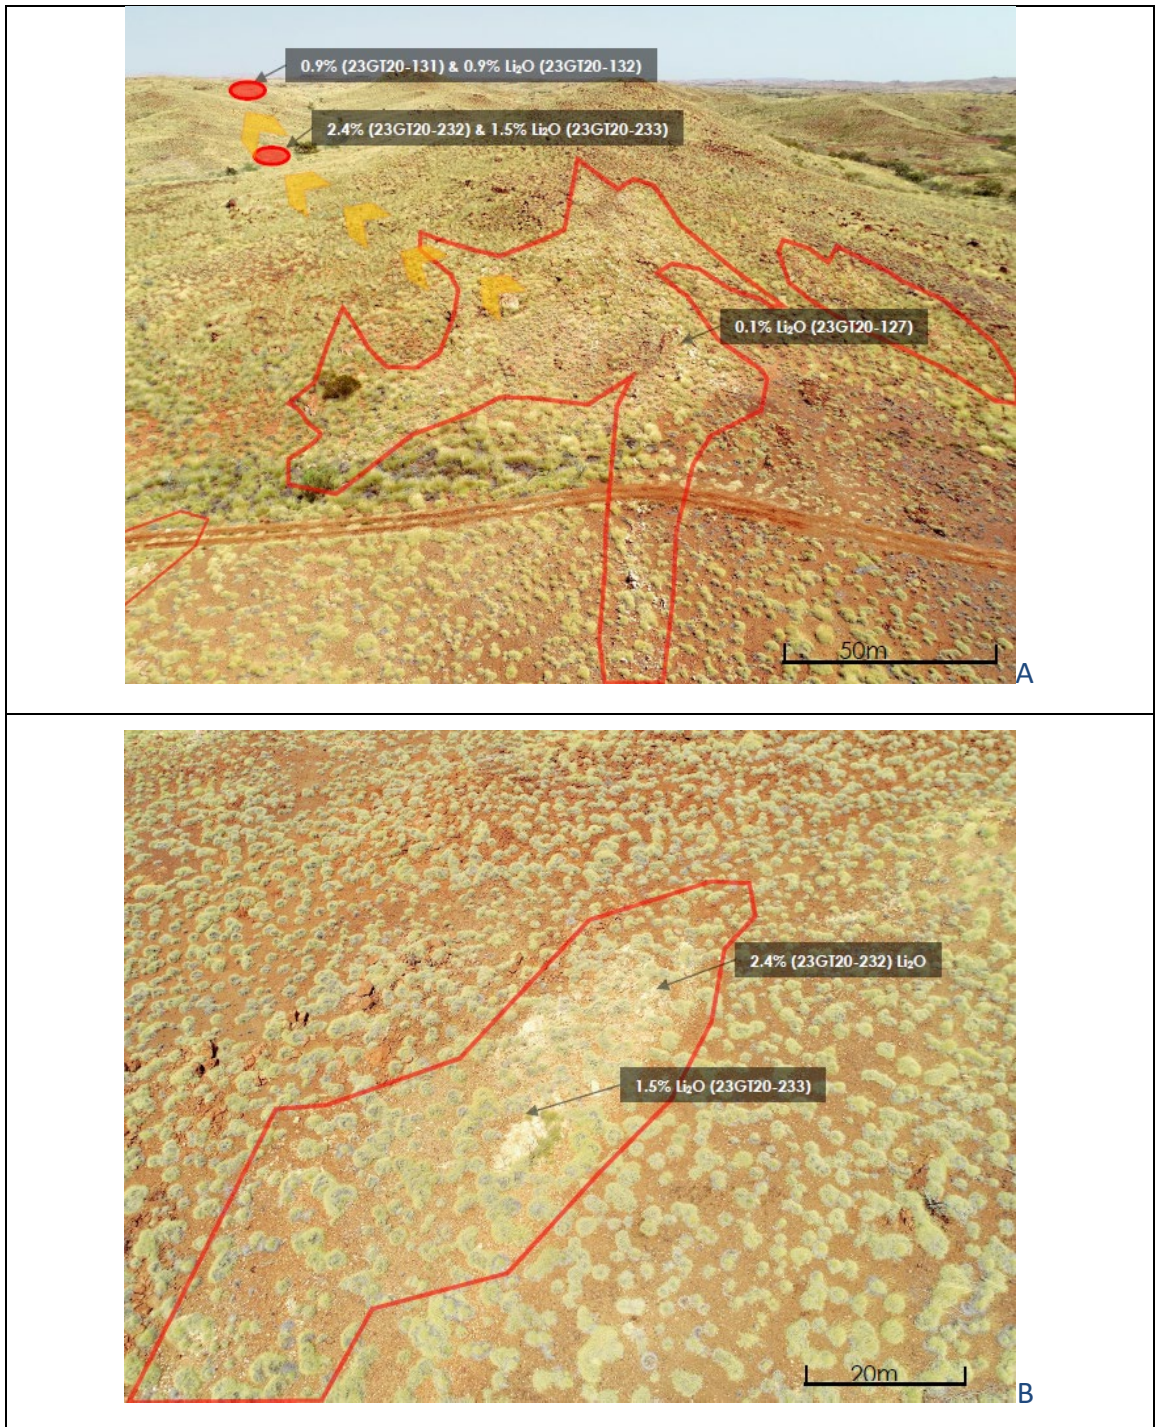 0.9% (23GT20-131) & 0.9% Li₂O (23GT20-132)
2.4% (23GT20-232) & 1.5% Li₂O (23GT20-233)
0.1% Li₂O (23GT20-127)
50m
A
2.4% (23GT20-232) Li₂O
1.5% Li₂O (23GT20-233)
20m
B